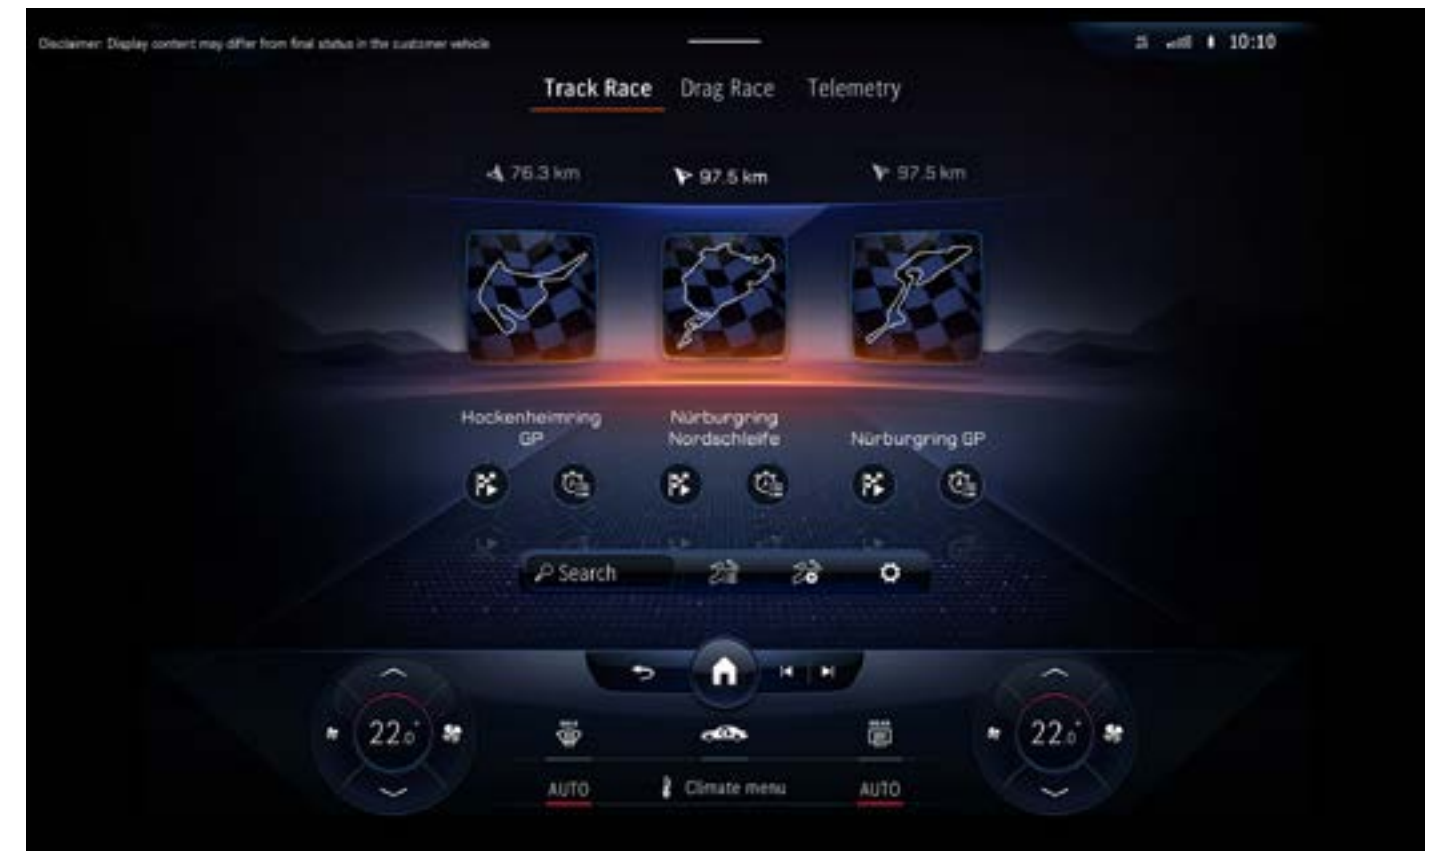 Disclaimer: Display content may differ from final status in the customer vehicle
10:10
Track Race Drag Race Telemetry
76.3 km 97.5 km 97.5 km
Hockenheimring GP
Nürburgring Nordschleife
Nürburgring GP
Search
22.0° 22.0°
MAX REAR
AUTO Climate menu AUTO